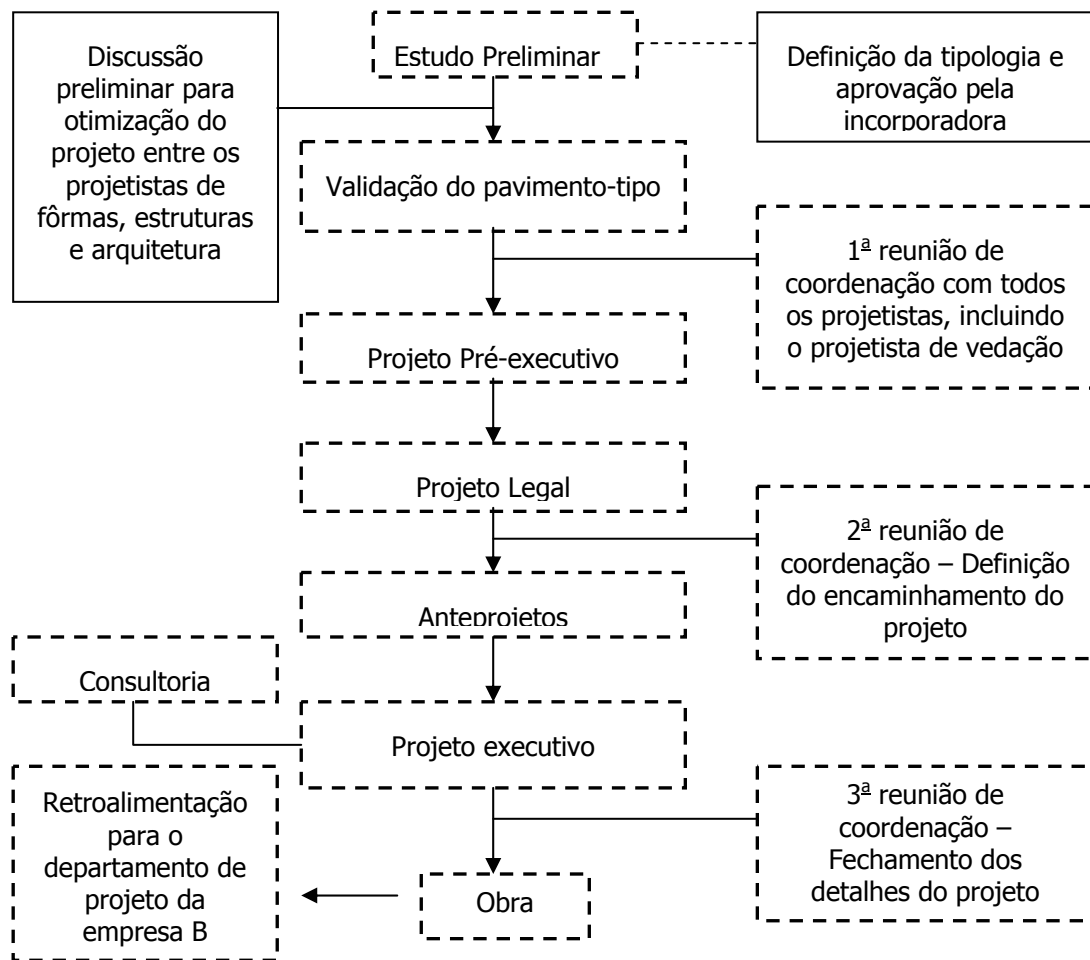 Estudo Preliminar
Discussão
preliminar para
otimização do
projeto entre os
projetistas de
fôrmas, estruturas
e arquitetura
Definição da tipologia e
aprovação pela
incorporadora
Validação do pavimento-tipo
1ª reunião de
coordenação com todos
os projetistas, incluindo
o projetista de vedação
Projeto Pré-executivo
Projeto Legal
2ª reunião de
coordenação – Definição
do encaminhamento do
projeto
Anteprojetos
Consultoria
Projeto executivo
3ª reunião de
coordenação –
Fechamento dos
detalhes do projeto
Retroalimentação
para o
departamento de
projeto da
empresa B
Obra